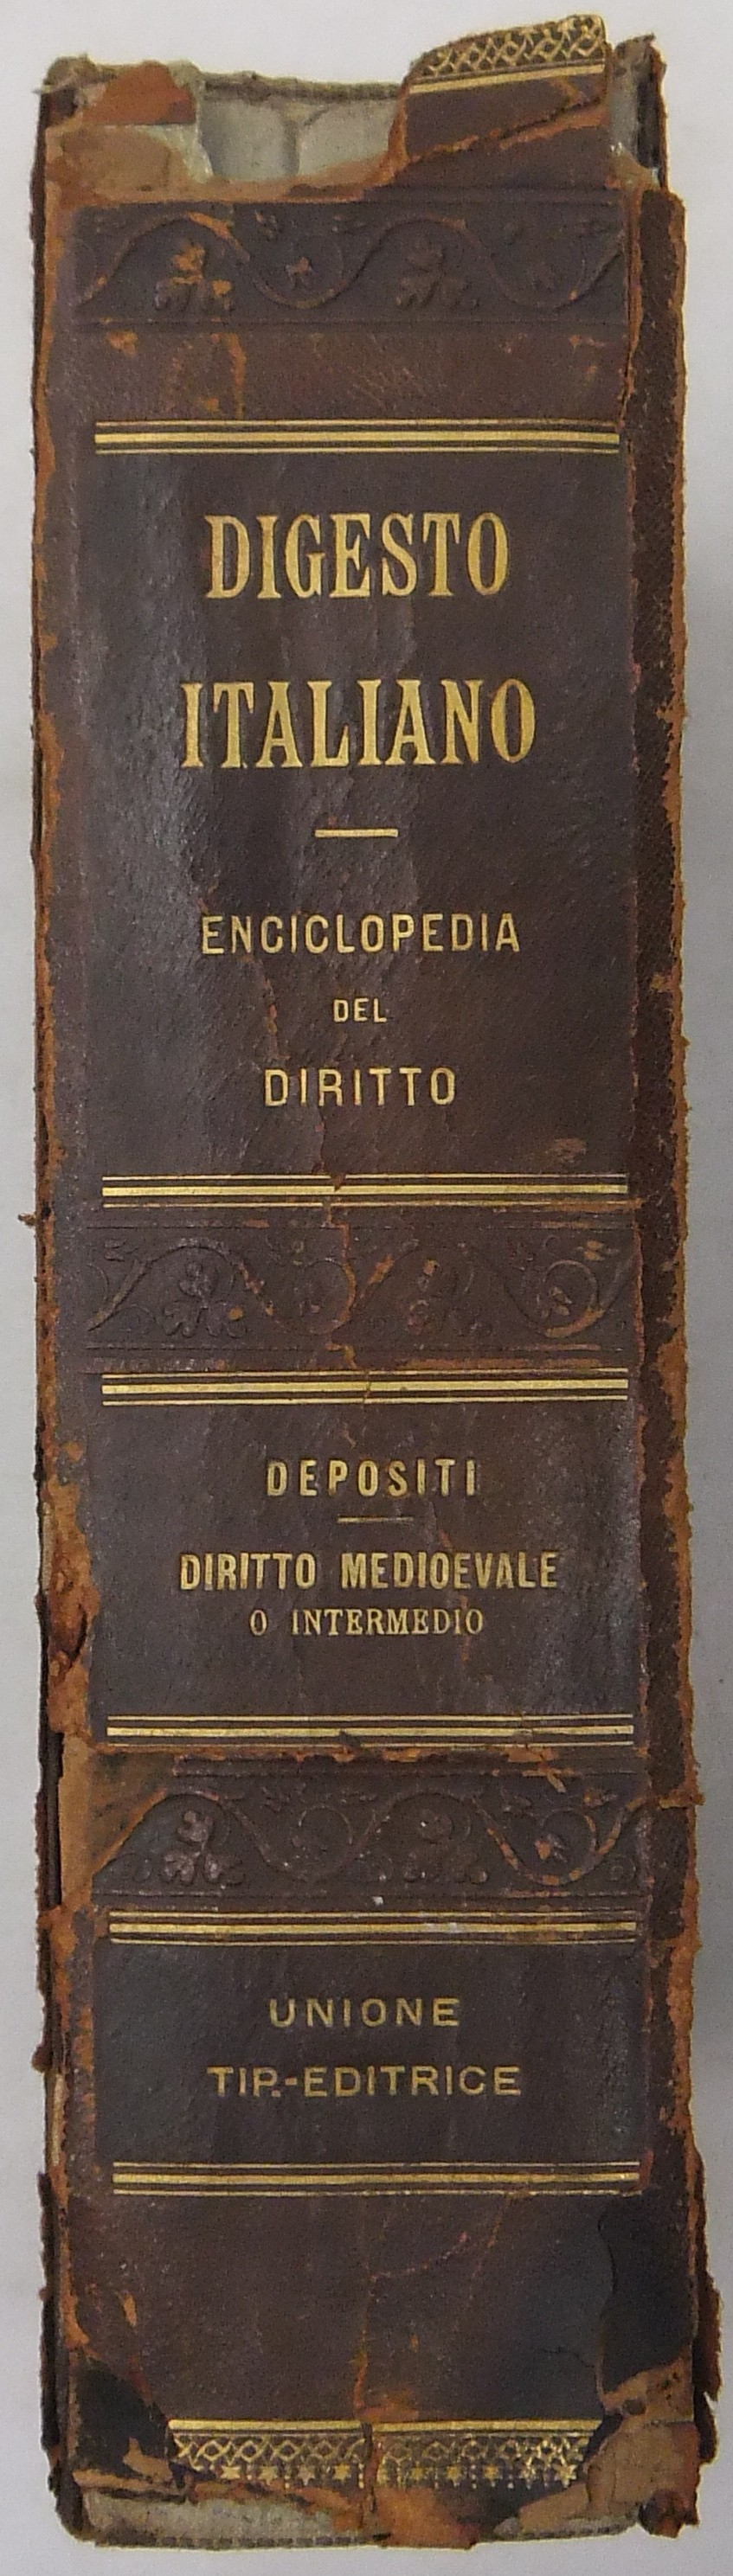 DIGESTO
ITALIANO
ENCICLOPEDIA
DEL
DIRITTO
DEPOSITI
DIRITTO MEDIOEVALE
O INTERMEDIO
UNIONE
TIP.-EDITRICE